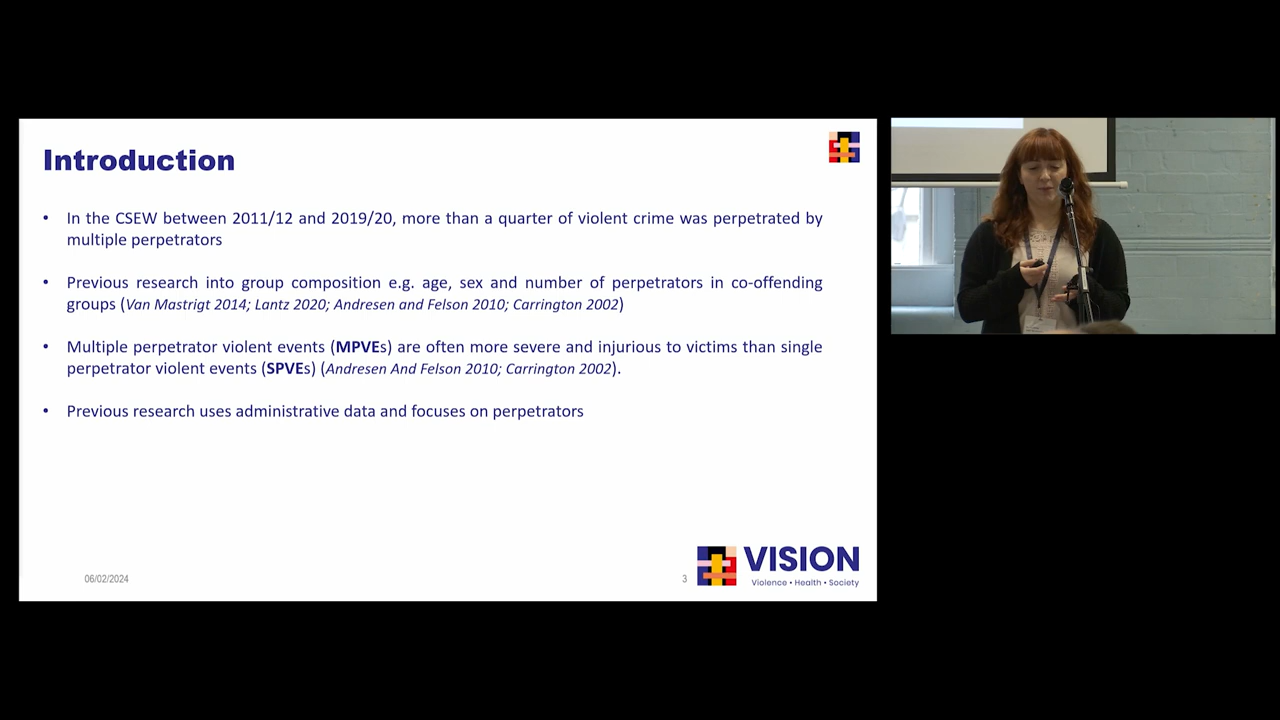 Introduction
• In the CSEW between 2011/12 and 2019/20, more than a quarter of violent crime was perpetrated by
multiple perpetrators
• Previous research into group composition e.g. age, sex and number of perpetrators in co-offending
groups (Van Mastrigt 2014; Lantz 2020; Andresen and Felson 2010; Carrington 2002)
• Multiple perpetrator violent events (MPVEs) are often more severe and injurious to victims than single
perpetrator violent events (SPVEs) (Andresen And Felson 2010; Carrington 2002).
• Previous research uses administrative data and focuses on perpetrators
06/02/2024
3
VISION
Violence • Health • Society